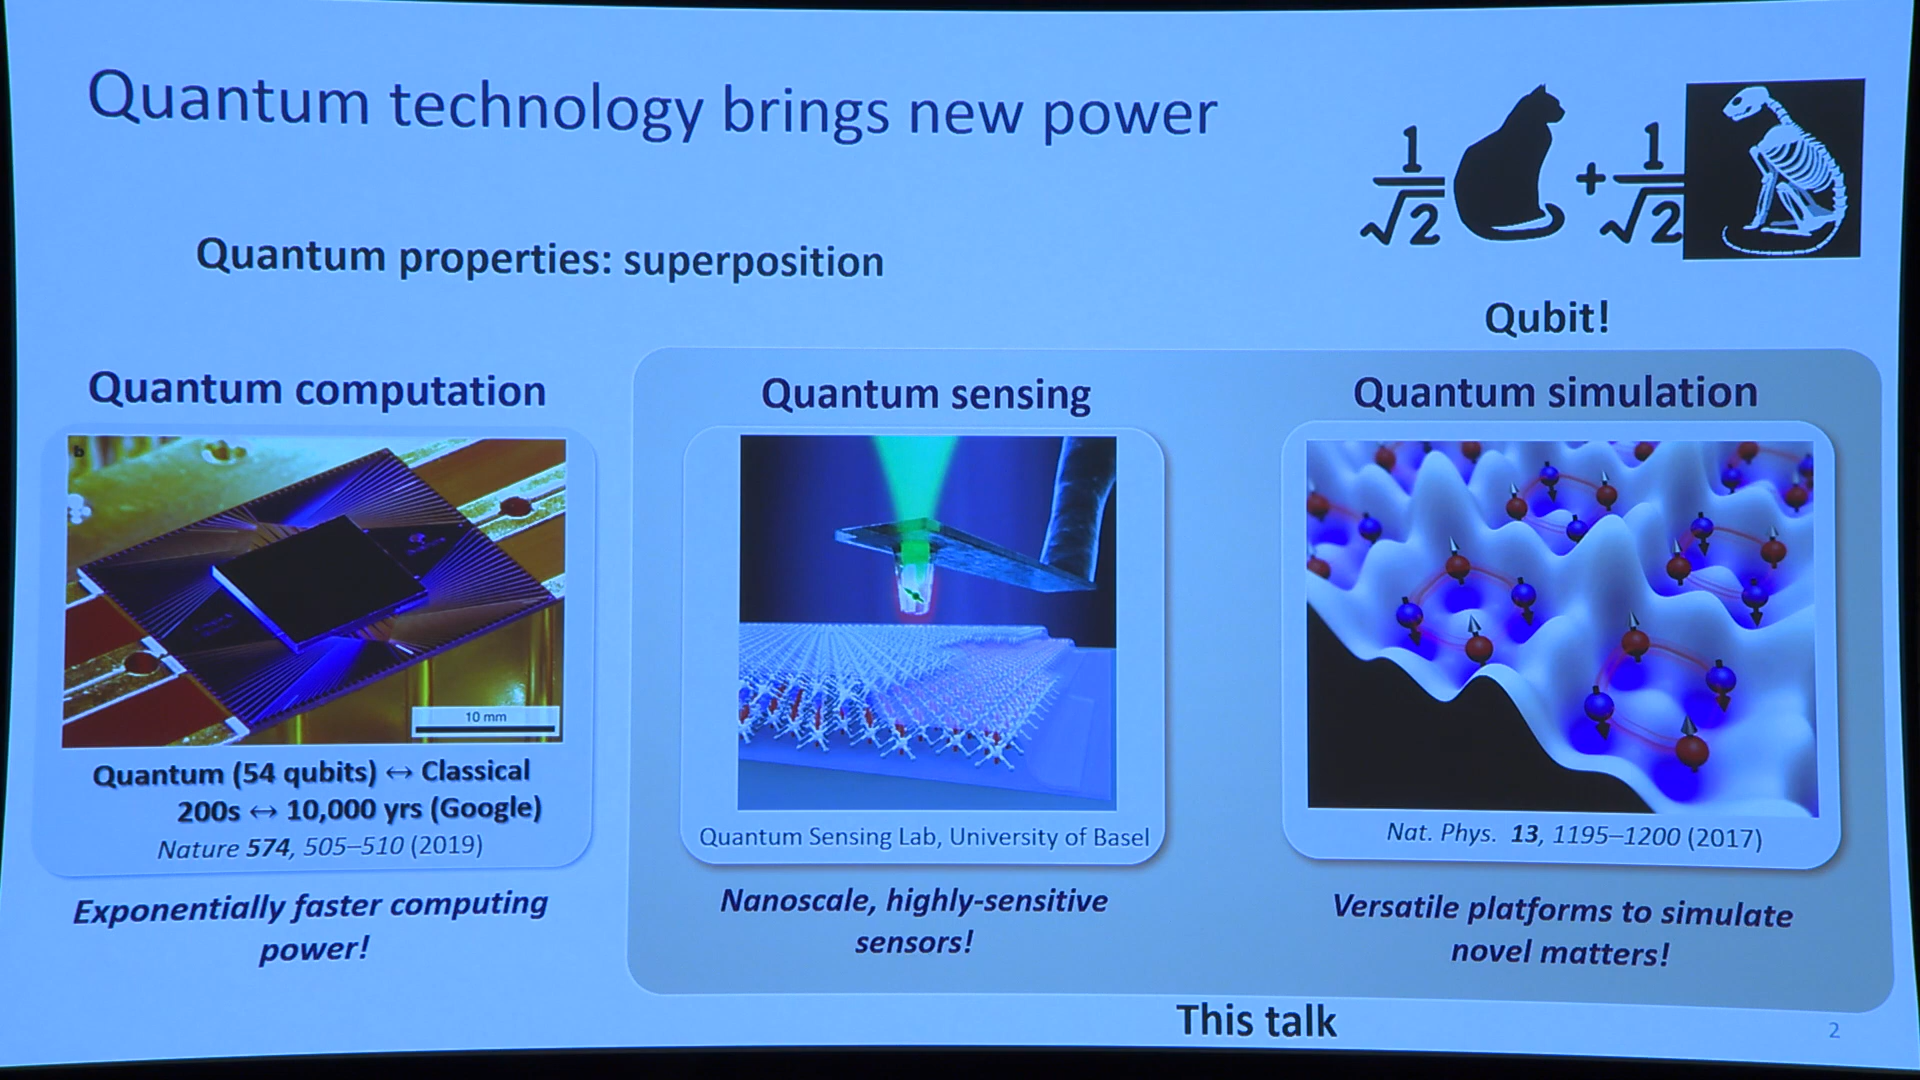 Quantum technology brings new power
1/√2 + 1/√2
Quantum properties: superposition
Qubit!
Quantum computation
b
10 mm
Quantum (54 qubits) ↔ Classical
200s ↔ 10,000 yrs (Google)
Nature 574, 505–510 (2019)
Exponentially faster computing
power!
Quantum sensing
Quantum Sensing Lab, University of Basel
Nanoscale, highly-sensitive
sensors!
Quantum simulation
Nat. Phys. 13, 1195–1200 (2017)
Versatile platforms to simulate
novel matters!
This talk
2